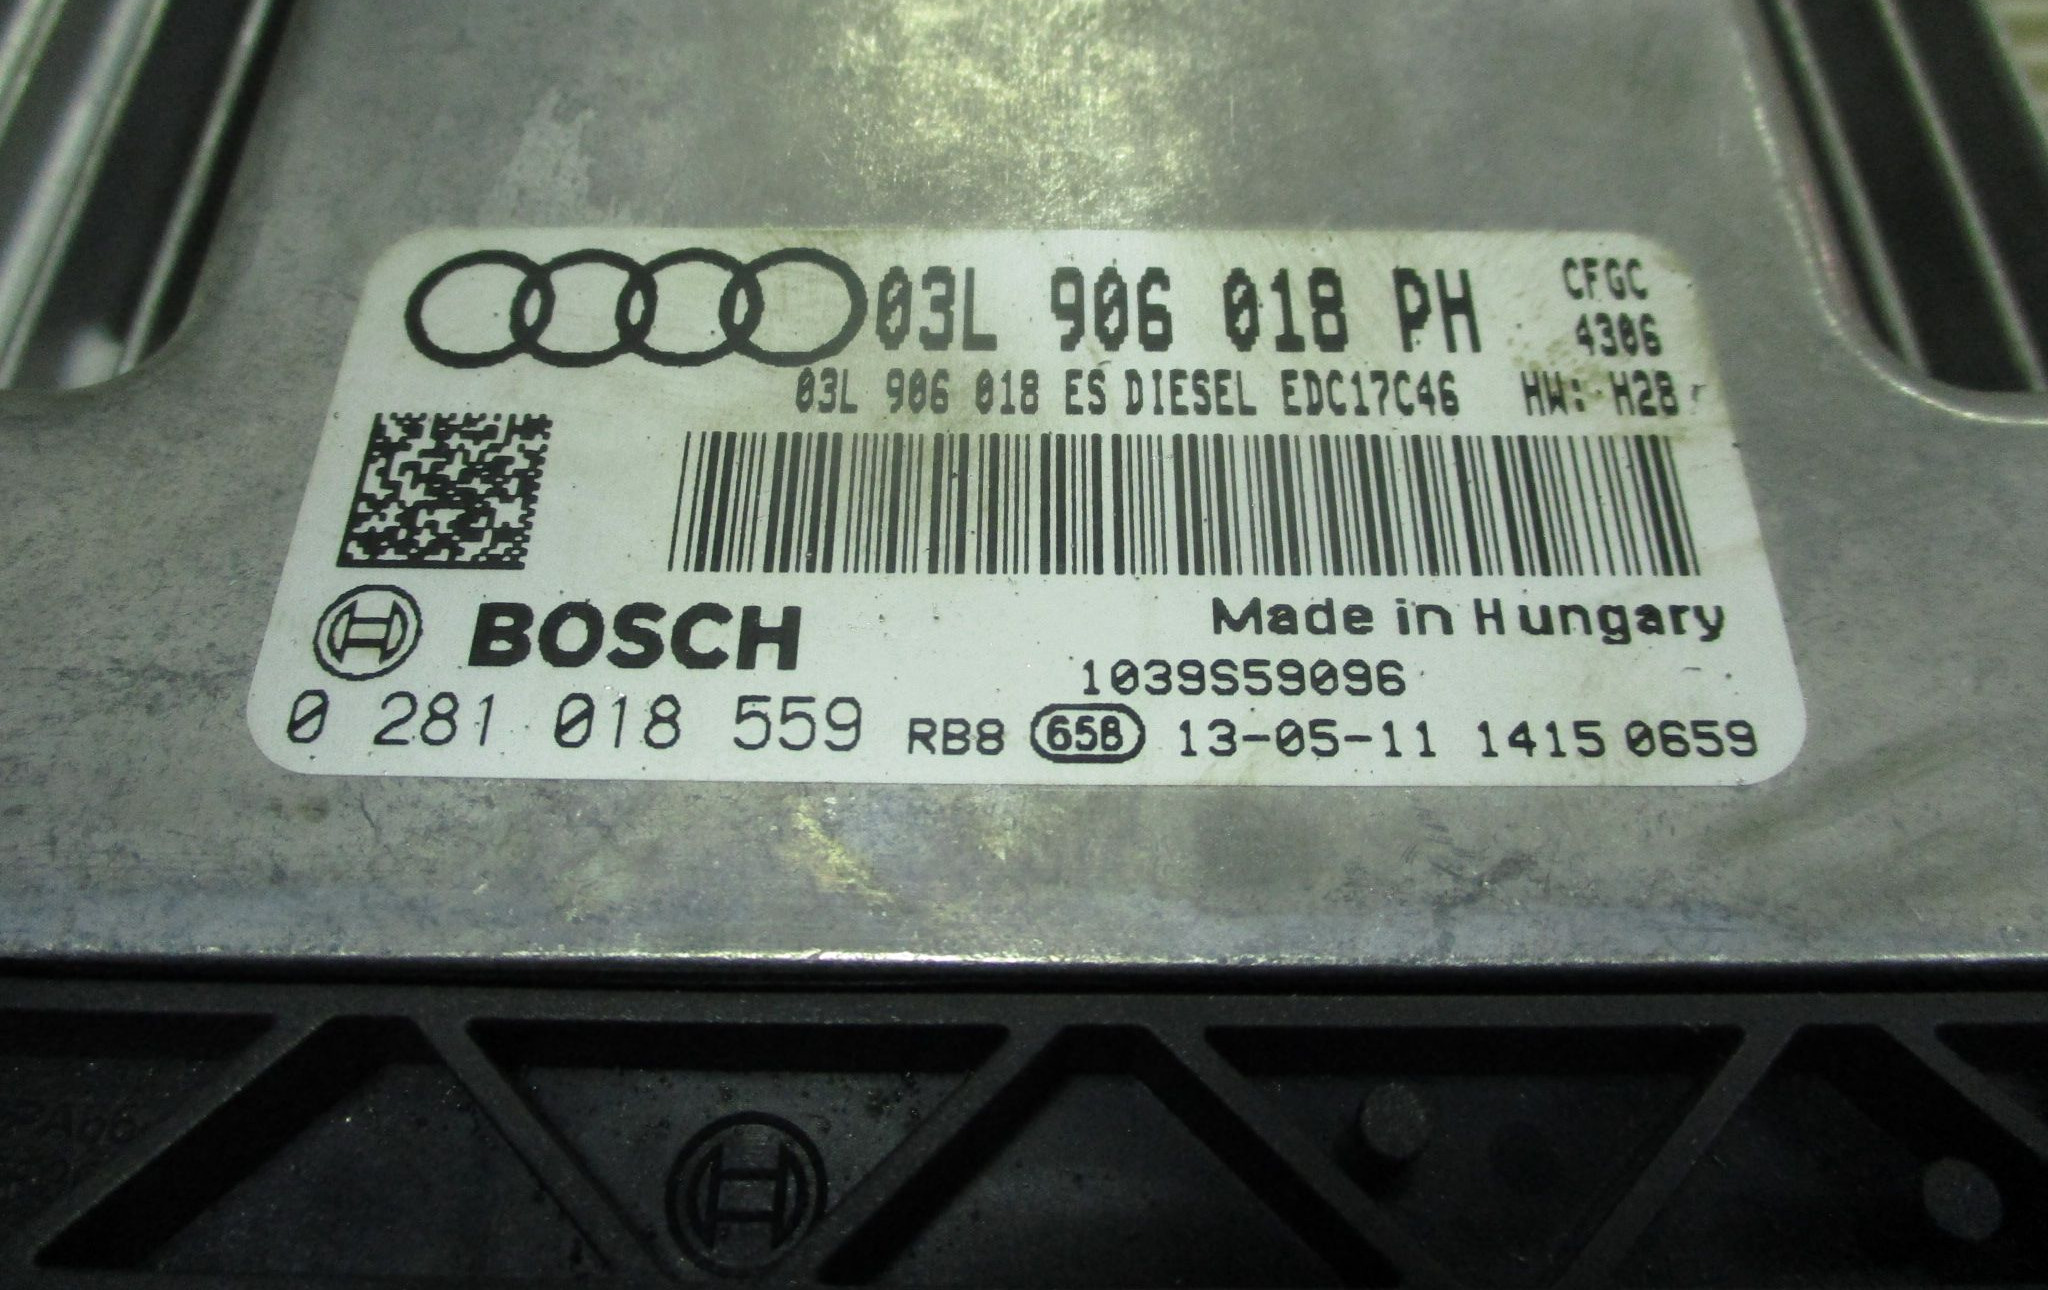 03L 906 018 PH
CFGC
4306
03L 906 018 ES DIESEL EDC17C46 HW: H28
BOSCH
Made in Hungary
1039S59096
0 281 018 559 RB8 658 13-05-11 1415 0659